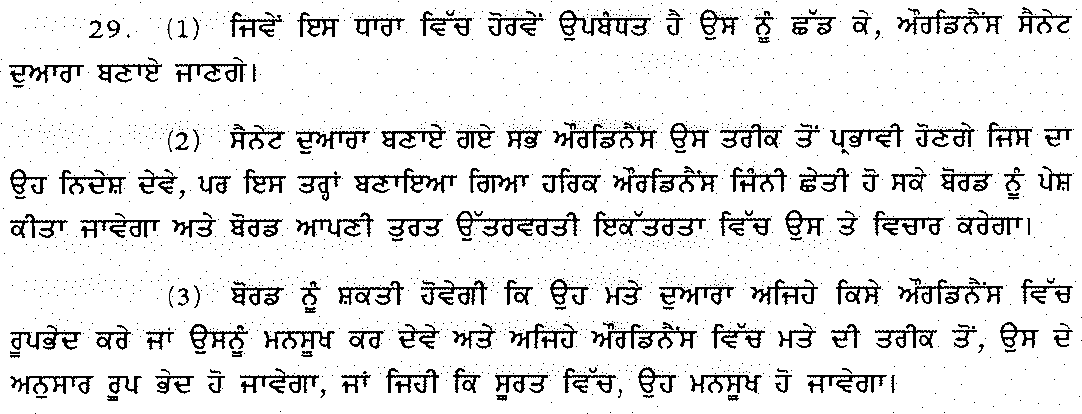 29. (1) ਜਿਵੇਂ ਇਸ ਧਾਰਾ ਵਿੱਚ ਹੋਰਵੇਂ ਉਪਬੰਧਤ ਹੈ ਉਸ ਨੂੰ ਛੱਡ ਕੇ, ਔਰਡਿਨੈਂਸ ਸੈਨੇਟ
ਦੁਆਰਾ ਬਣਾਏ ਜਾਣਗੇ।
(2) ਸੈਨੇਟ ਦੁਆਰਾ ਬਣਾਏ ਗਏ ਸਭ ਔਰਡਿਨੈਂਸ ਉਸ ਤਰੀਕ ਤੋਂ ਪ੍ਰਭਾਵੀ ਹੋਣਗੇ ਜਿਸ ਦਾ
ਉਹ ਨਿਦੇਸ਼ ਦੇਵੇ, ਪਰ ਇਸ ਤਰ੍ਹਾਂ ਬਣਾਇਆ ਗਿਆ ਹਰਿਕ ਔਰਡਿਨੈਂਸ ਜਿੰਨੀ ਛੇਤੀ ਹੋ ਸਕੇ ਬੋਰਡ ਨੂੰ ਪੇਸ਼
ਕੀਤਾ ਜਾਵੇਗਾ ਅਤੇ ਬੋਰਡ ਆਪਣੀ ਤੁਰਤ ਉੱਤਰਵਰਤੀ ਇਕੱਤਰਤਾ ਵਿੱਚ ਉਸ ਤੇ ਵਿਚਾਰ ਕਰੇਗਾ।
(3) ਬੋਰਡ ਨੂੰ ਸ਼ਕਤੀ ਹੋਵੇਗੀ ਕਿ ਉਹ ਮਤੇ ਦੁਆਰਾ ਅਜਿਹੇ ਕਿਸੇ ਔਰਡਿਨੈਂਸ ਵਿੱਚ
ਰੂਪਭੇਦ ਕਰੇ ਜਾਂ ਉਸਨੂੰ ਮਨਸੂਖ ਕਰ ਦੇਵੇ ਅਤੇ ਅਜਿਹੇ ਔਰਡਿਨੈਂਸ ਵਿੱਚ ਮਤੇ ਦੀ ਤਰੀਕ ਤੋਂ, ਉਸ ਦੇ
ਅਨੁਸਾਰ ਰੂਪ ਭੇਦ ਹੋ ਜਾਵੇਗਾ, ਜਾਂ ਜਿਹੀ ਕਿ ਸੂਰਤ ਵਿੱਚ, ਉਹ ਮਨਸੂਖ ਹੋ ਜਾਵੇਗਾ।